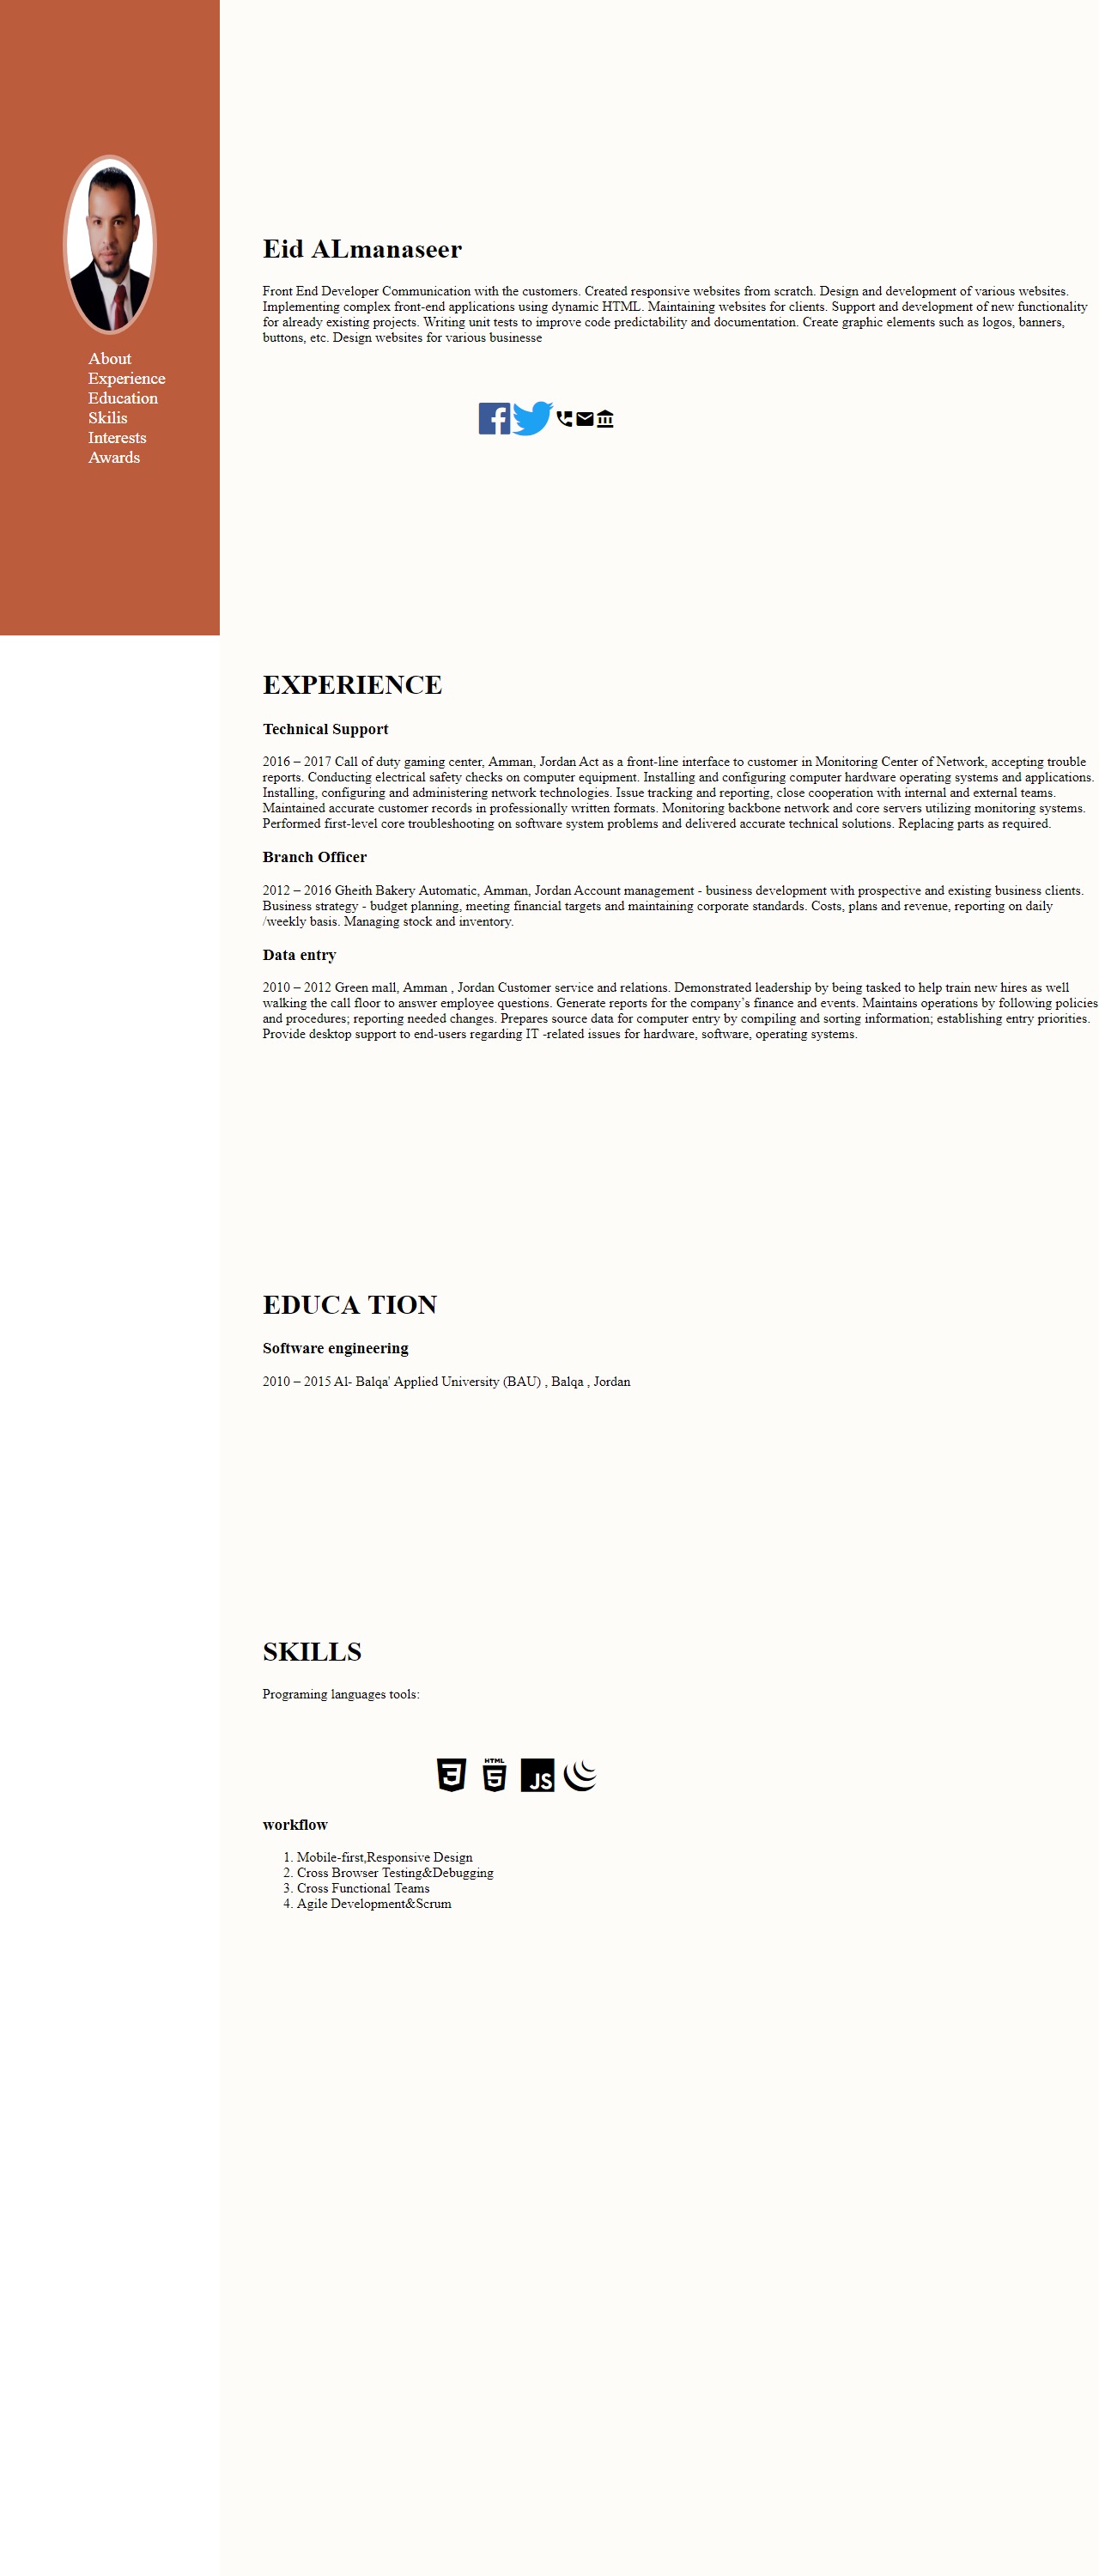 About
Experience
Education
Skilis
Interests
Awards
Eid ALmanaseer
Front End Developer Communication with the customers. Created responsive websites from scratch. Design and development of various websites.
Implementing complex front-end applications using dynamic HTML. Maintaining websites for clients. Support and development of new functionality
for already existing projects. Writing unit tests to improve code predictability and documentation. Create graphic elements such as logos, banners,
buttons, etc. Design websites for various businesse
EXPERIENCE
Technical Support
2016 – 2017 Call of duty gaming center, Amman, Jordan Act as a front-line interface to customer in Monitoring Center of Network, accepting trouble
reports. Conducting electrical safety checks on computer equipment. Installing and configuring computer hardware operating systems and applications.
Installing, configuring and administering network technologies. Issue tracking and reporting, close cooperation with internal and external teams.
Maintained accurate customer records in professionally written formats. Monitoring backbone network and core servers utilizing monitoring systems.
Performed first-level core troubleshooting on software system problems and delivered accurate technical solutions. Replacing parts as required.
Branch Officer
2012 – 2016 Gheith Bakery Automatic, Amman, Jordan Account management - business development with prospective and existing business clients.
Business strategy - budget planning, meeting financial targets and maintaining corporate standards. Costs, plans and revenue, reporting on daily
/weekly basis. Managing stock and inventory.
Data entry
2010 – 2012 Green mall, Amman , Jordan Customer service and relations. Demonstrated leadership by being tasked to help train new hires as well
walking the call floor to answer employee questions. Generate reports for the company’s finance and events. Maintains operations by following policies
and procedures; reporting needed changes. Prepares source data for computer entry by compiling and sorting information; establishing entry priorities.
Provide desktop support to end-users regarding IT -related issues for hardware, software, operating systems.
EDUCA TION
Software engineering
2010 – 2015 Al- Balqa' Applied University (BAU) , Balqa , Jordan
SKILLS
Programing languages tools:
3 HTML 5 JS
workflow
1. Mobile-first,Responsive Design
2. Cross Browser Testing&Debugging
3. Cross Functional Teams
4. Agile Development&Scrum